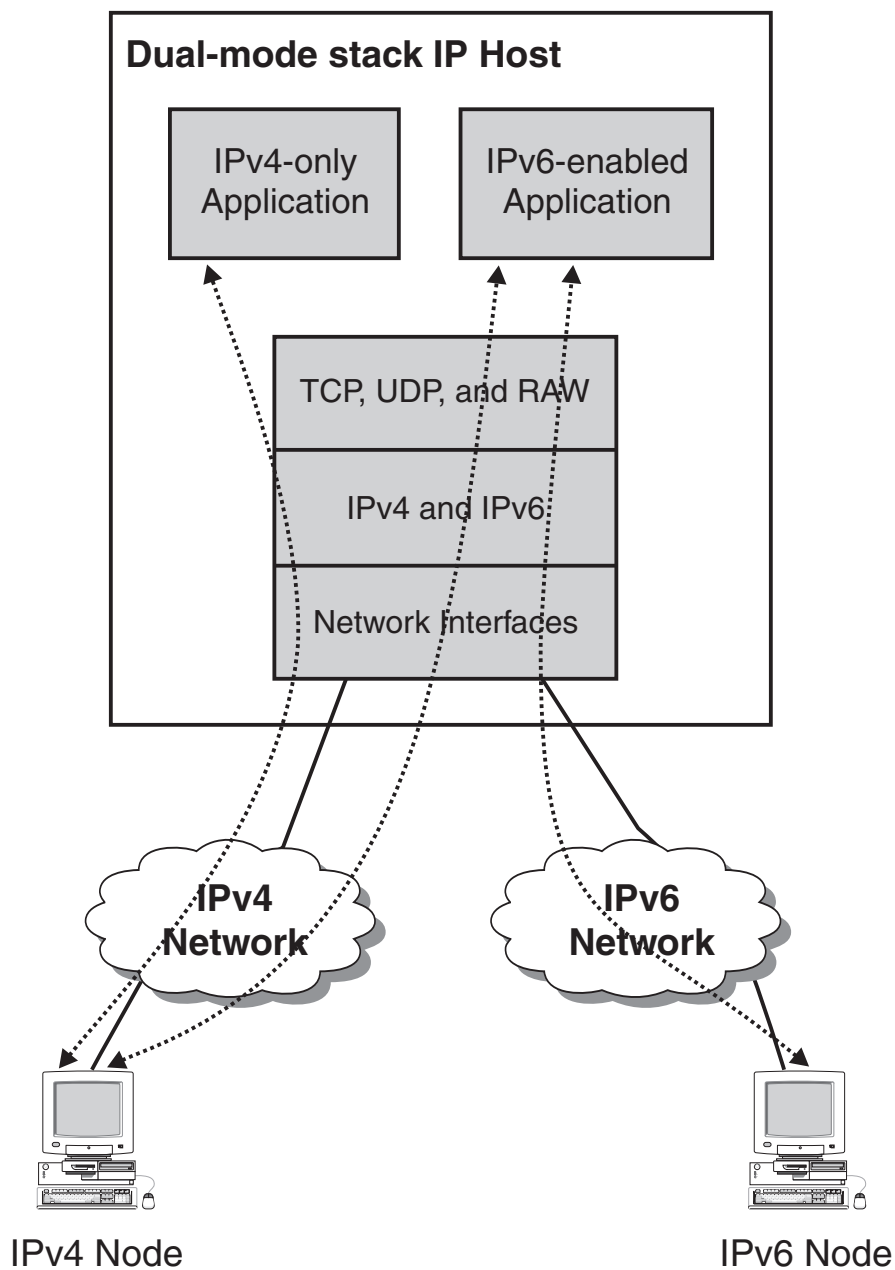 Dual-mode stack IP Host
IPv4-only
Application
IPv6-enabled
Application
TCP, UDP, and RAW
IPv4 and IPv6
Network Interfaces
IPv4
Network
IPv6
Network
IPv4 Node
IPv6 Node